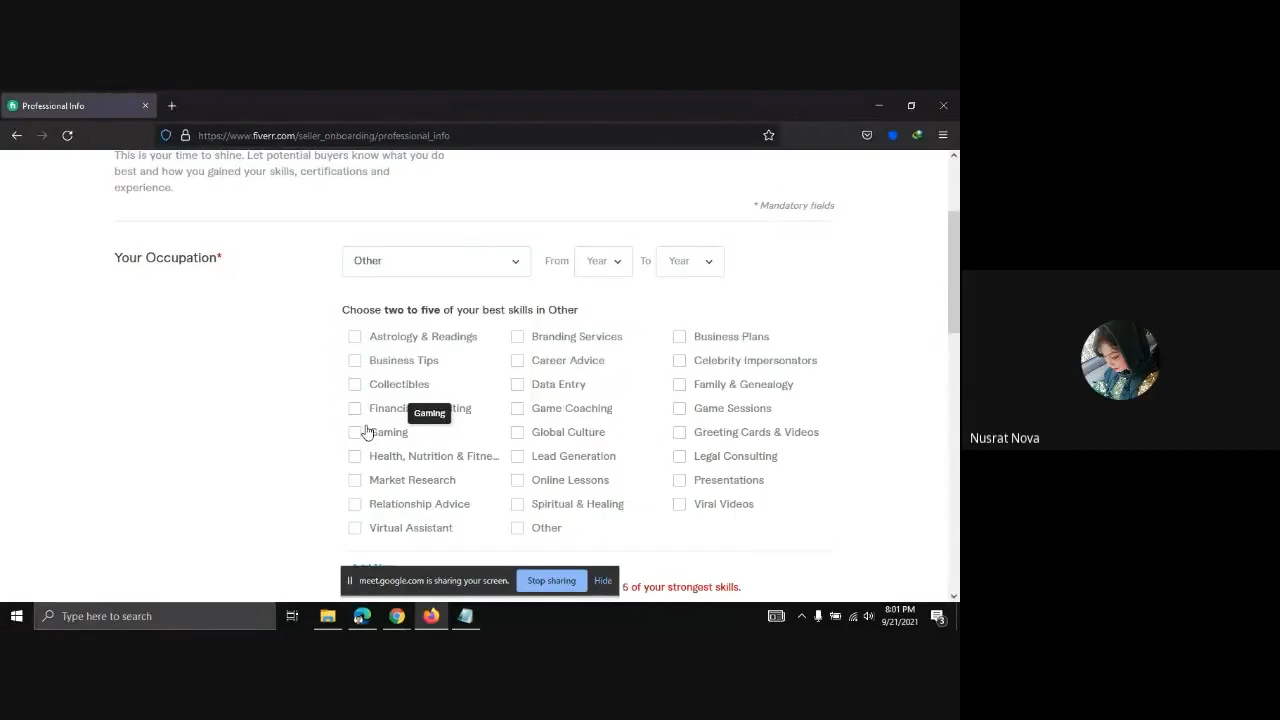 Professional Info
https://www.fiverr.com/seller_onboarding/professional_info
This is your time to shine. Let potential buyers know what you do
best and how you gained your skills, certifications and
experience.
* Mandatory fields
Your Occupation*
Other
From Year To Year
Choose two to five of your best skills in Other
Astrology & Readings Branding Services Business Plans
Business Tips Career Advice Celebrity Impersonators
Collectibles Data Entry Family & Genealogy
Game Coaching Game Sessions
Gaming
Gaming Global Culture Greeting Cards & Videos
Health, Nutrition & Fitne... Lead Generation Legal Consulting
Market Research Online Lessons Presentations
Relationship Advice Spiritual & Healing Viral Videos
Virtual Assistant Other
meet.google.com is sharing your screen. Stop sharing Hide
5 of your strongest skills.
Type here to search
8:01 PM
9/21/2021
3
Nusrat Nova